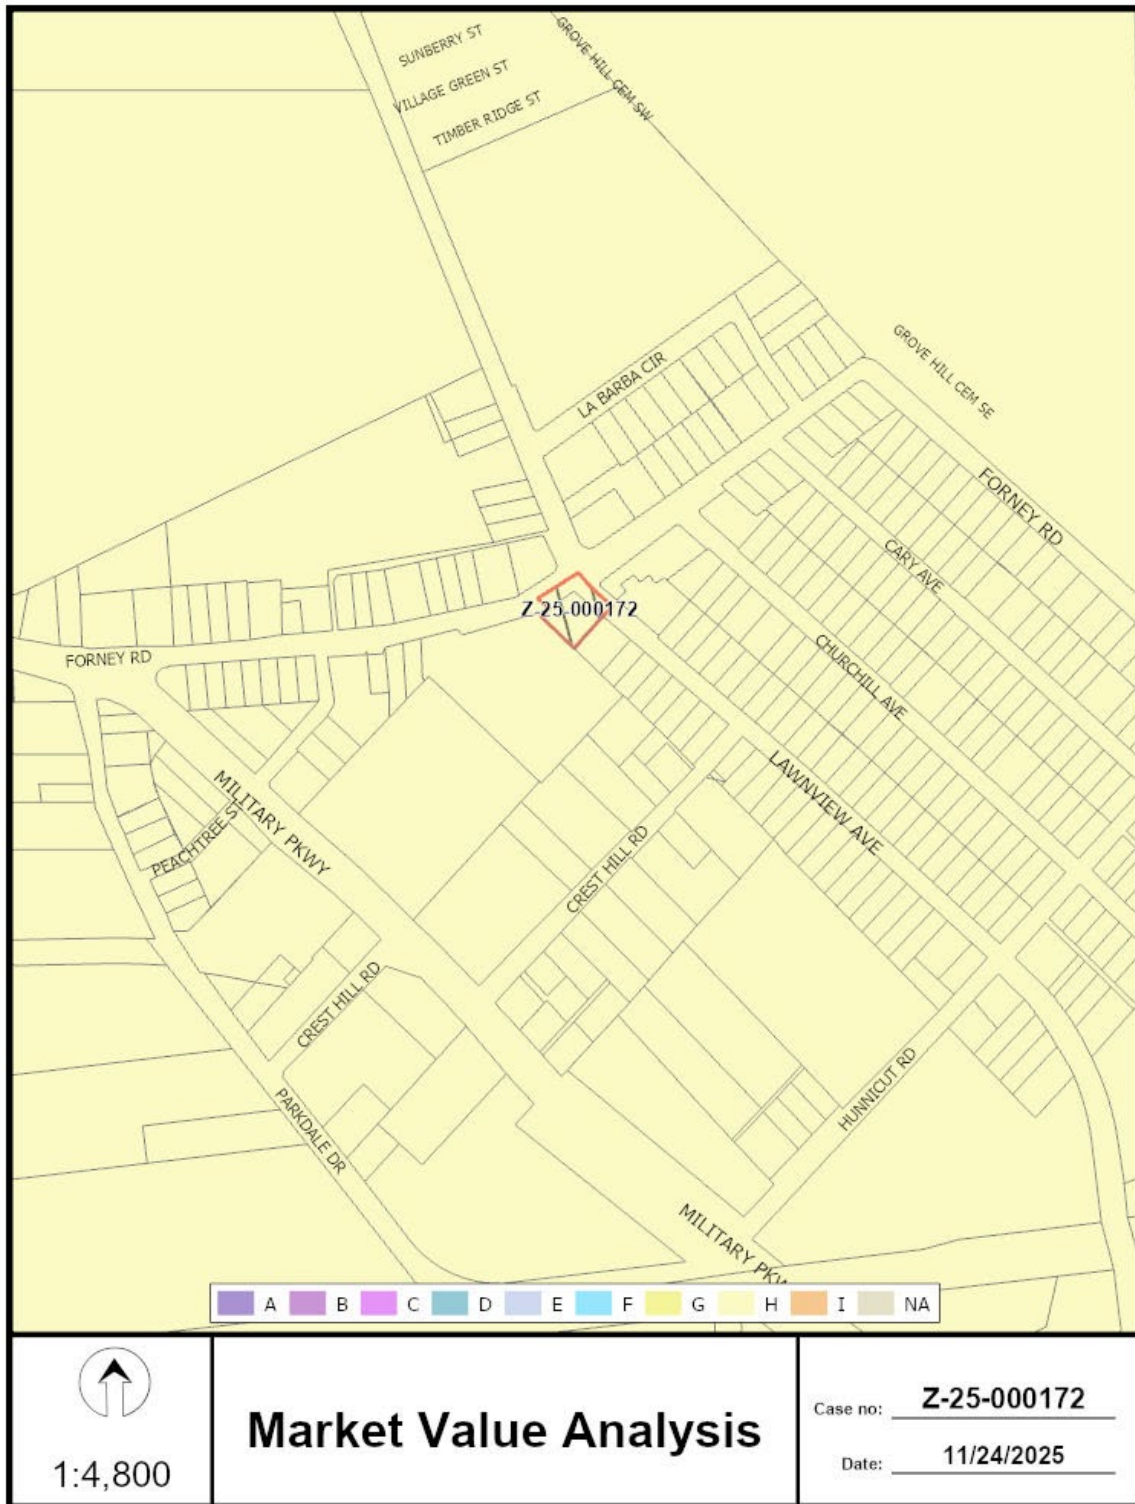 SUNBERRY ST
GROVE HILL CEM SW
VILLAGE GREEN ST
TIMBER RIDGE ST
GROVE HILL CEM SE
LA BARBA CIR
FORNEY RD
CARY AVE
Z-25-000172
CHURCHILL AVE
FORNEY RD
LAWNVIEW AVE
MILITARY PKWY
PEACHTREE S
CREST HILL RD
CREST HILL RD
HUNNICUT RD
PARKDALE DR
MILITARY PKW
A B C D E F G H I NA
1:4,800
Market Value Analysis
Case no: Z-25-000172
Date: 11/24/2025